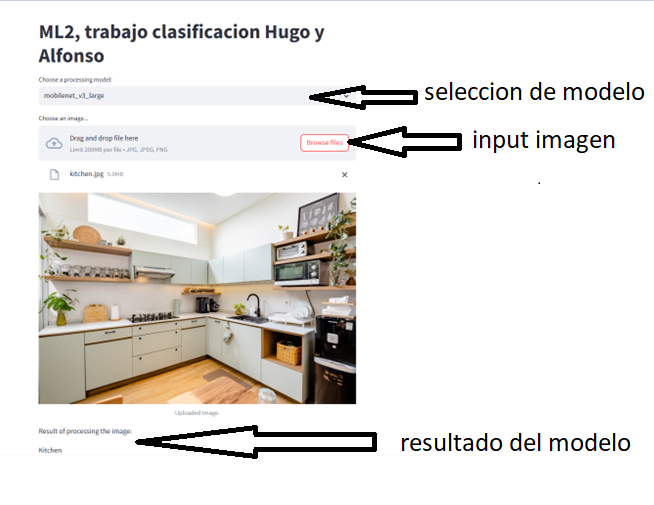 ML2, trabajo clasificacion Hugo y
Alfonso
Choose a processing model:
mobilenet_v3_large
seleccion de modelo
Choose an image...
Drag and drop file here
Limit 200MB per file • JPG, JPEG, PNG
Browse files
input imagen
kitchen.jpg 5.0MB
Uploaded Image.
Result of processing the image:
resultado del modelo
Kitchen